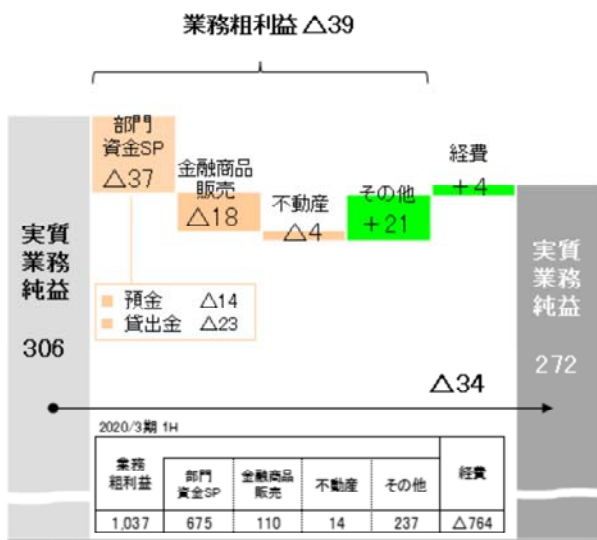 業務粗利益 △39
部門
資金SP
△37
金融商品
販売
△18
不動産
△4
その他
+21
経費
+4
実質
業務
純益
306
■ 預金 △14
■ 貸出金 △23
実質
業務
純益
272
△34
2020/3期 1H
業務
粗利益
部門
資金SP
金融商品
販売
不動産
その他
経費
1,037 675 110 14 237 △764